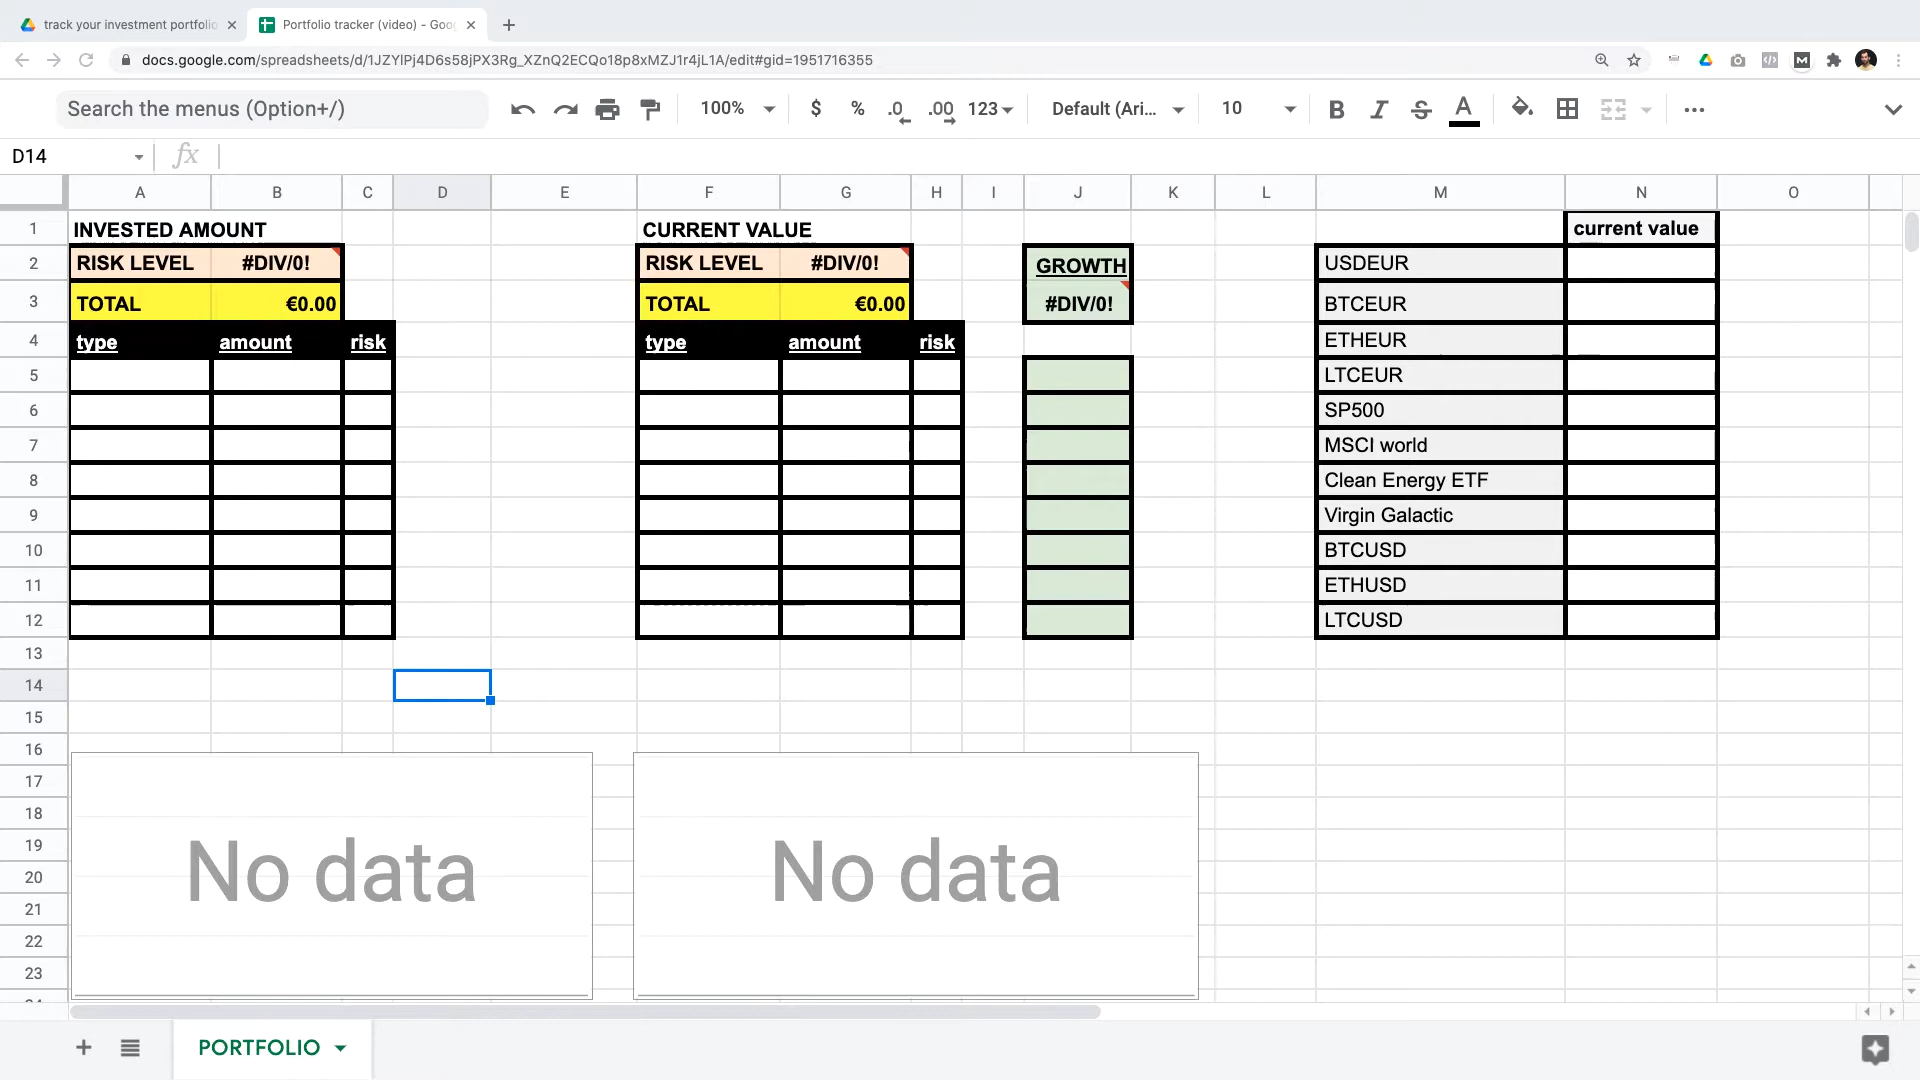 track your investment portfolio
Portfolio tracker (video) - Goo
docs.google.com/spreadsheets/d/1JZYlPj4D6s58jPX3Rg_XZnQ2ECQo18p8xMZJ1r4jL1A/edit#gid=1951716355
Search the menus (Option+/) 100% $ % .0 .00 123 Default (Ari... 10 B I S A
D14 fx
A B C D E F G H I J K L M N O
1 INVESTED AMOUNT CURRENT VALUE current value
2 RISK LEVEL #DIV/0! RISK LEVEL #DIV/0! GROWTH USDEUR
3 TOTAL €0.00 TOTAL €0.00 #DIV/0! BTCEUR
4 type amount risk type amount risk ETHEUR
5 LTCEUR
6 SP500
7 MSCI world
8 Clean Energy ETF
9 Virgin Galactic
10 BTCUSD
11 ETHUSD
12 LTCUSD
13
14
15
16
17
18
19
20
21
22
23
No data No data
PORTFOLIO